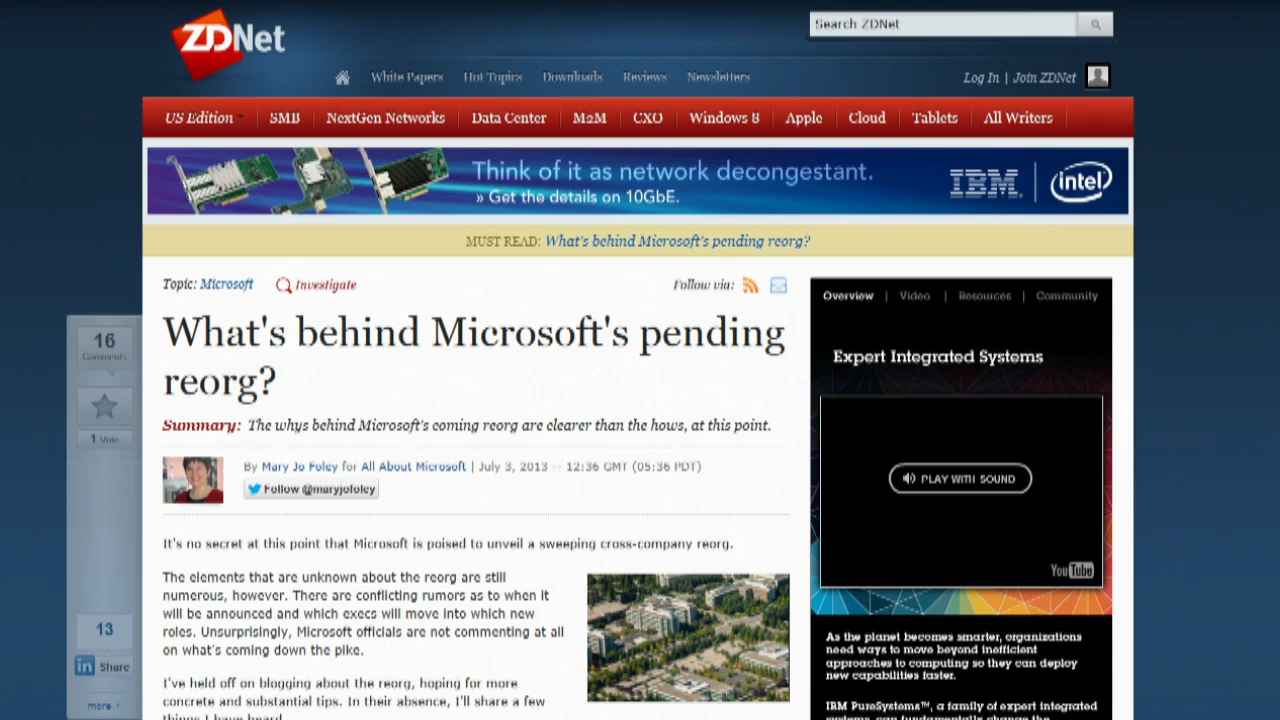 ZDNet
Search ZDNet
White Papers Hot Topics Downloads Reviews Newsletters
Log In | Join ZDNet
US Edition SMB NextGen Networks Data Center M2M CXO Windows 8 Apple Cloud Tablets All Writers
Think of it as network decongestant.
» Get the details on 10GbE.
IBM. intel
MUST READ: What's behind Microsoft's pending reorg?
Topic: Microsoft Investigate
Follow via:
What's behind Microsoft's pending
reorg?
Summary: The whys behind Microsoft's coming reorg are clearer than the hows, at this point.
By Mary Jo Foley for All About Microsoft | July 3, 2013 -- 12:36 GMT (05:36 PDT)
Follow @maryjofoley
It's no secret at this point that Microsoft is poised to unveil a sweeping cross-company reorg.
The elements that are unknown about the reorg are still
numerous, however. There are conflicting rumors as to when it
will be announced and which execs will move into which new
roles. Unsurprisingly, Microsoft officials are not commenting at all
on what's coming down the pike.
I've held off on blogging about the reorg, hoping for more
concrete and substantial tips. In their absence, I'll share a few
things I have heard.
16
Comments
1 Vote
13
in Share
more
Overview | Video | Resources | Community
Expert Integrated Systems
PLAY WITH SOUND
YouTube
As the planet becomes smarter, organizations
need ways to move beyond inefficient
approaches to computing so they can deploy
new capabilities faster.
IBM PureSystems™, a family of expert integrated
systems, can fundamentally change the